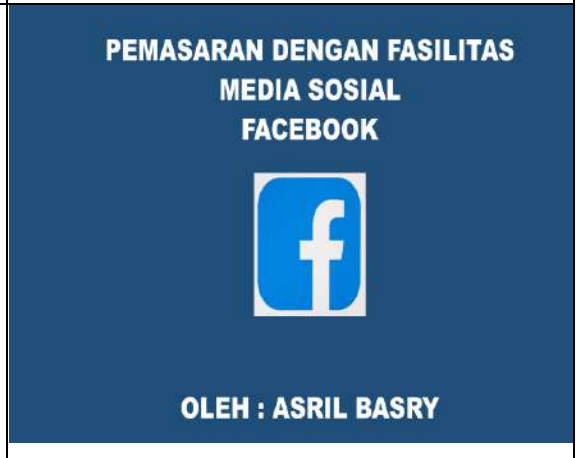 PEMASARAN DENGAN FASILITAS
MEDIA SOSIAL
FACEBOOK
f
OLEH : ASRIL BASRY